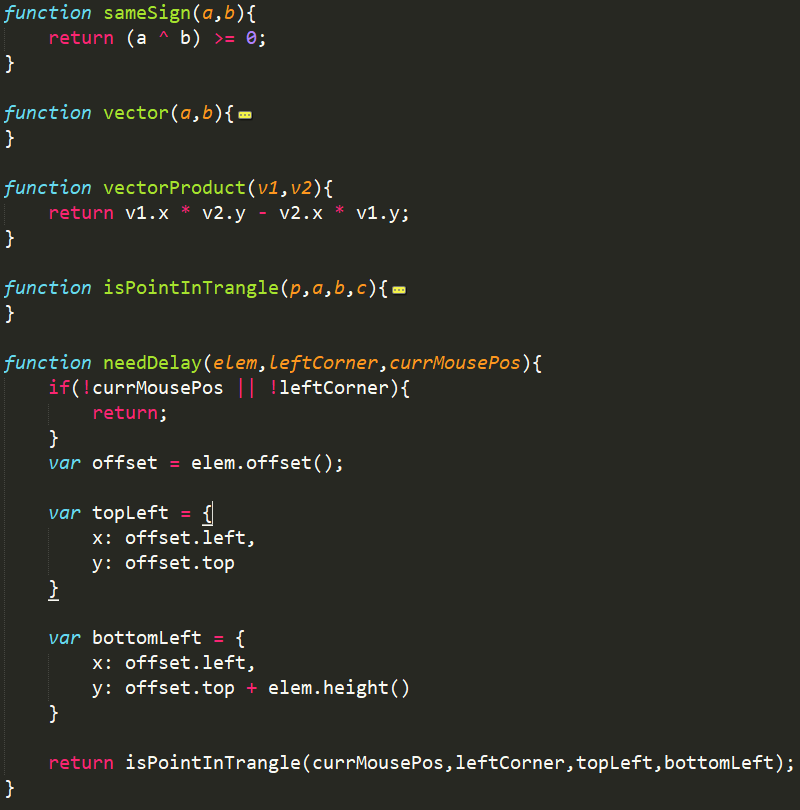 function sameSign(a,b){
    return (a ^ b) >= 0;
}
function vector(a,b){
}
function vectorProduct(v1,v2){
    return v1.x * v2.y - v2.x * v1.y;
}
function isPointInTrangle(p,a,b,c){
}
function needDelay(elem,leftCorner,currMousePos){
    if(!currMousePos || !leftCorner){
        return;
    }
    var offset = elem.offset();
    var topLeft = {
        x: offset.left,
        y: offset.top
    }
    var bottomLeft = {
        x: offset.left,
        y: offset.top + elem.height()
    }
    return isPointInTrangle(currMousePos,leftCorner,topLeft,bottomLeft);
}